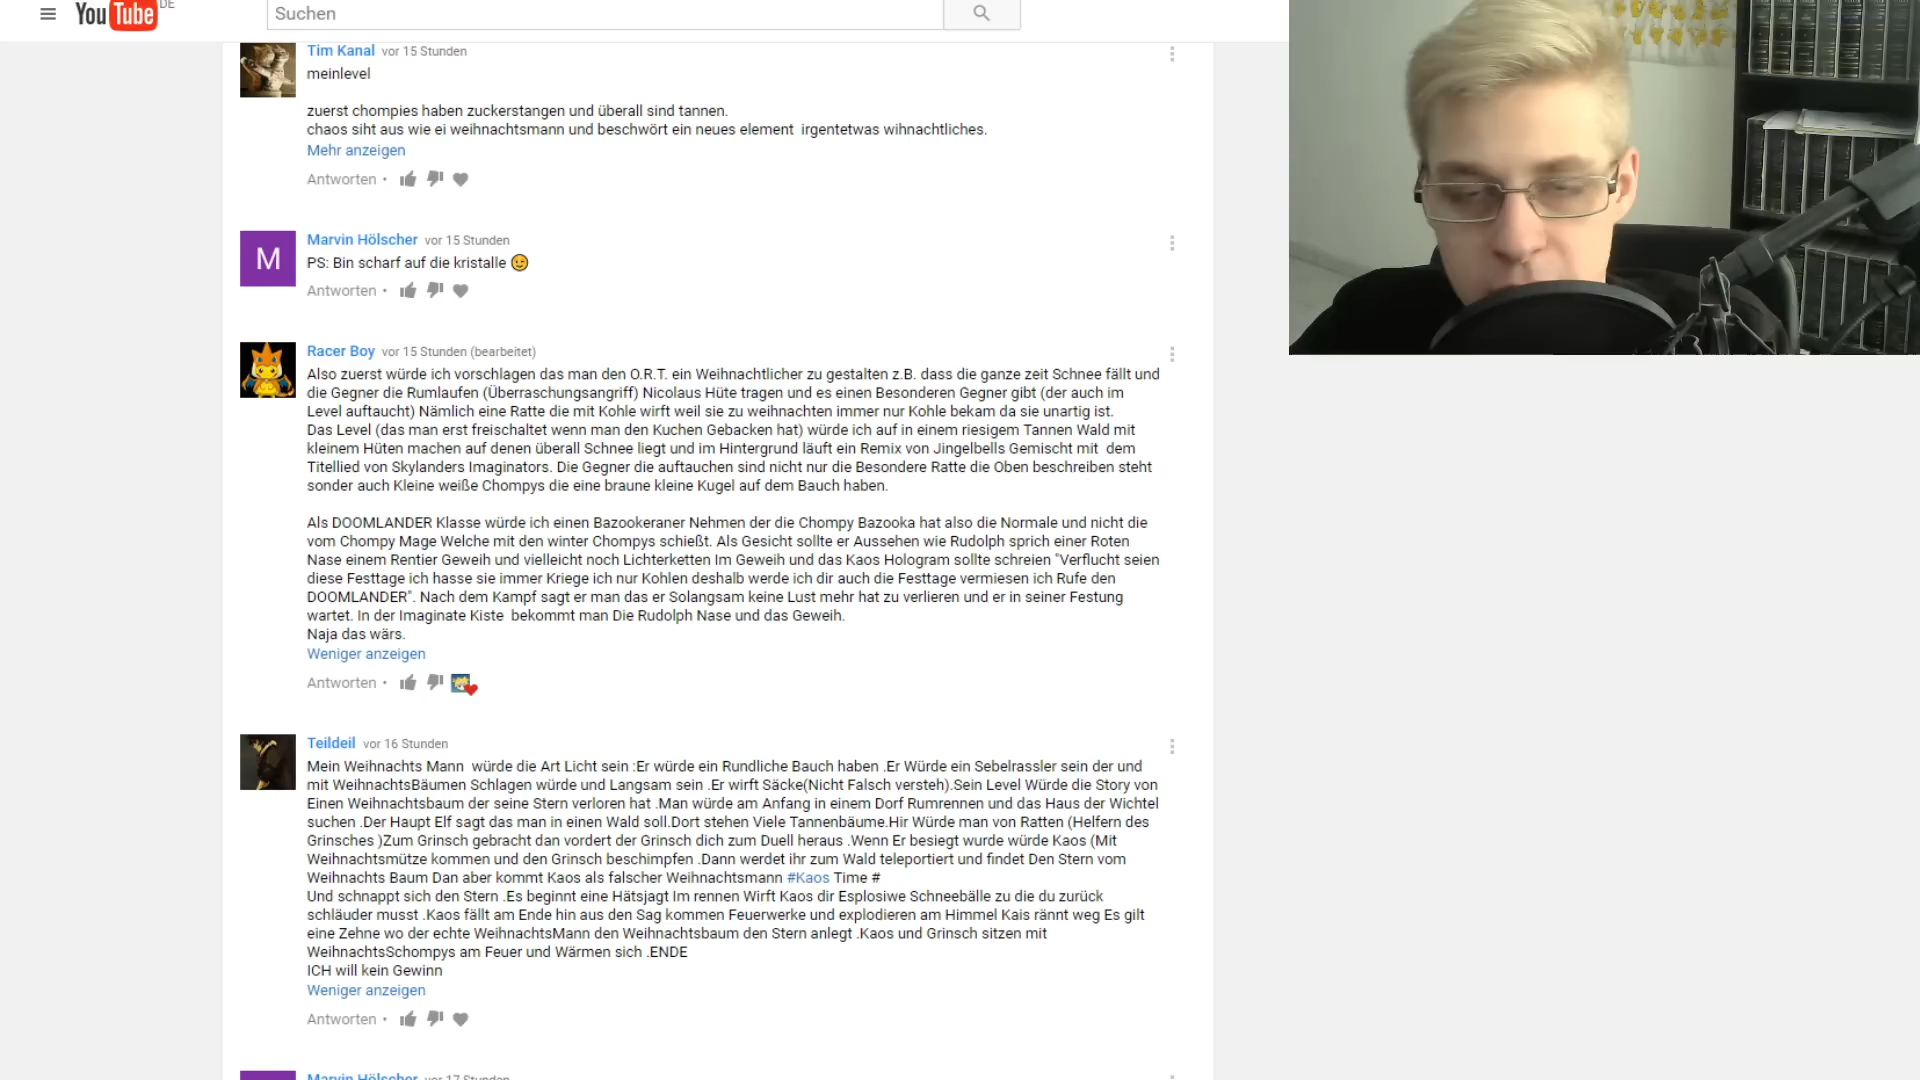 YouTube DE
Suchen
Tim Kanal vor 15 Stunden
meinlevel
zuerst chompies haben zuckerstangen und überall sind tannen.
chaos siht aus wie ei weihnachtsmann und beschwört ein neues element irgentetwas wihnachtliches.
Mehr anzeigen
Antworten •
M
Marvin Hölscher vor 15 Stunden
PS: Bin scharf auf die kristalle 😉
Antworten •
Racer Boy vor 15 Stunden (bearbeitet)
Also zuerst würde ich vorschlagen das man den O.R.T. ein Weihnachtlicher zu gestalten z.B. dass die ganze zeit Schnee fällt und
die Gegner die Rumlaufen (Überraschungsangriff) Nicolaus Hüte tragen und es einen Besonderen Gegner gibt (der auch im
Level auftaucht) Nämlich eine Ratte die mit Kohle wirft weil sie zu weihnachten immer nur Kohle bekam da sie unartig ist.
Das Level (das man erst freischaltet wenn man den Kuchen Gebacken hat) würde ich auf in einem riesigem Tannen Wald mit
kleinem Hüten machen auf denen überall Schnee liegt und im Hintergrund läuft ein Remix von Jingelbells Gemischt mit dem
Titellied von Skylanders Imaginators. Die Gegner die auftauchen sind nicht nur die Besondere Ratte die Oben beschreiben steht
sonder auch Kleine weiße Chompys die eine braune kleine Kugel auf dem Bauch haben.
Als DOOMLANDER Klasse würde ich einen Bazookeraner Nehmen der die Chompy Bazooka hat also die Normale und nicht die
vom Chompy Mage Welche mit den winter Chompys schießt. Als Gesicht sollte er Aussehen wie Rudolph sprich einer Roten
Nase einem Rentier Geweih und vielleicht noch Lichterketten Im Geweih und das Kaos Hologram sollte schreien "Verflucht seien
diese Festtage ich hasse sie immer Kriege ich nur Kohlen deshalb werde ich dir auch die Festtage vermiesen ich Rufe den
DOOMLANDER". Nach dem Kampf sagt er man das er Solangsam keine Lust mehr hat zu verlieren und er in seiner Festung
wartet. In der Imaginate Kiste bekommt man Die Rudolph Nase und das Geweih.
Naja das wärs.
Weniger anzeigen
Antworten •
Teildeil vor 16 Stunden
Mein Weihnachts Mann würde die Art Licht sein :Er würde ein Rundliche Bauch haben .Er Würde ein Sebelrassler sein der und
mit WeihnachtsBäumen Schlagen würde und Langsam sein .Er wirft Säcke(Nicht Falsch versteh).Sein Level Würde die Story von
Einen Weihnachtsbaum der seine Stern verloren hat .Man würde am Anfang in einem Dorf Rumrennen und das Haus der Wichtel
suchen .Der Haupt Elf sagt das man in einen Wald soll.Dort stehen Viele Tannenbäume.Hir Würde man von Ratten (Helfern des
Grinsches )Zum Grinsch gebracht dan vordert der Grinsch dich zum Duell heraus .Wenn Er besiegt wurde würde Kaos (Mit
Weihnachtsmütze kommen und den Grinsch beschimpfen .Dann werdet ihr zum Wald teleportiert und findet Den Stern vom
Weihnachts Baum Dan aber kommt Kaos als falscher Weihnachtsmann #Kaos Time #
Und schnappt sich den Stern .Es beginnt eine Hätsjagt Im rennen Wirft Kaos dir Esplosiwe Schneebälle zu die du zurück
schläuder musst .Kaos fällt am Ende hin aus den Sag kommen Feuerwerke und explodieren am Himmel Kais rännt weg Es gilt
eine Zehne wo der echte WeihnachtsMann den Weihnachtsbaum den Stern anlegt .Kaos und Grinsch sitzen mit
WeihnachtsSchompys am Feuer und Wärmen sich .ENDE
ICH will kein Gewinn
Weniger anzeigen
Antworten •
Marvin Hölscher vor 17 Stunden